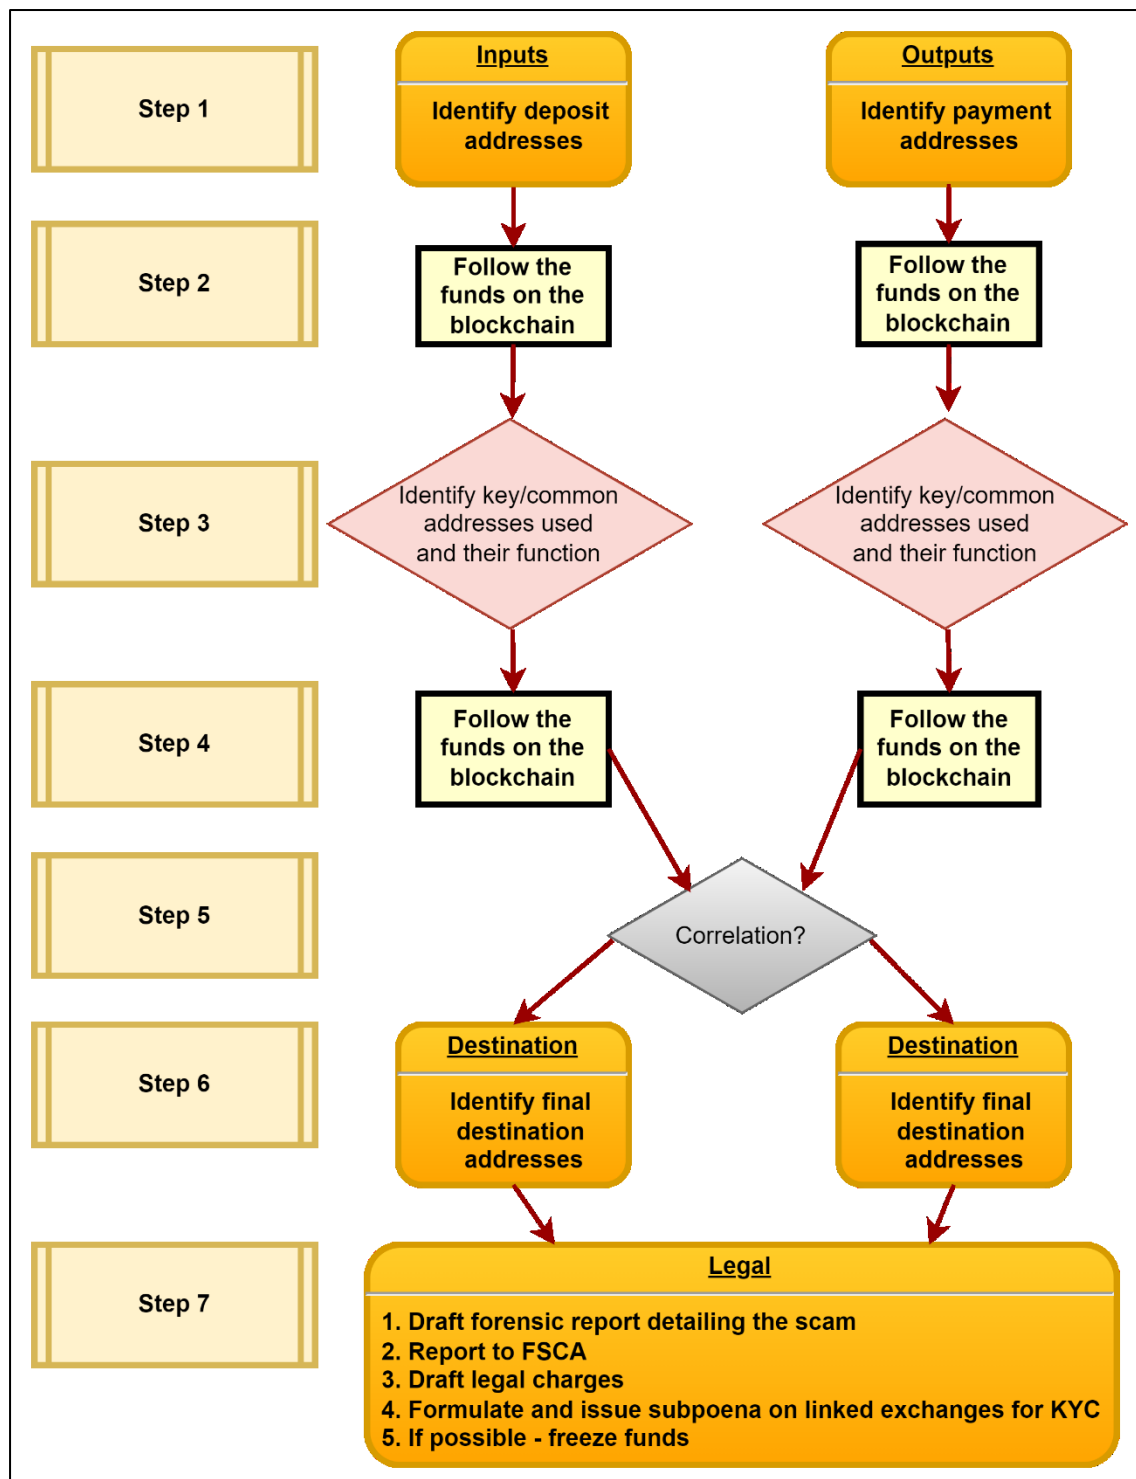 Step 1
Inputs
Identify deposit
addresses
Outputs
Identify payment
addresses
Step 2
Follow the
funds on the
blockchain
Follow the
funds on the
blockchain
Step 3
Identify key/common
addresses used
and their function
Identify key/common
addresses used
and their function
Step 4
Follow the
funds on the
blockchain
Follow the
funds on the
blockchain
Step 5
Correlation?
Step 6
Destination
Identify final
destination
addresses
Destination
Identify final
destination
addresses
Step 7
Legal
1. Draft forensic report detailing the scam
2. Report to FSCA
3. Draft legal charges
4. Formulate and issue subpoena on linked exchanges for KYC
5. If possible - freeze funds